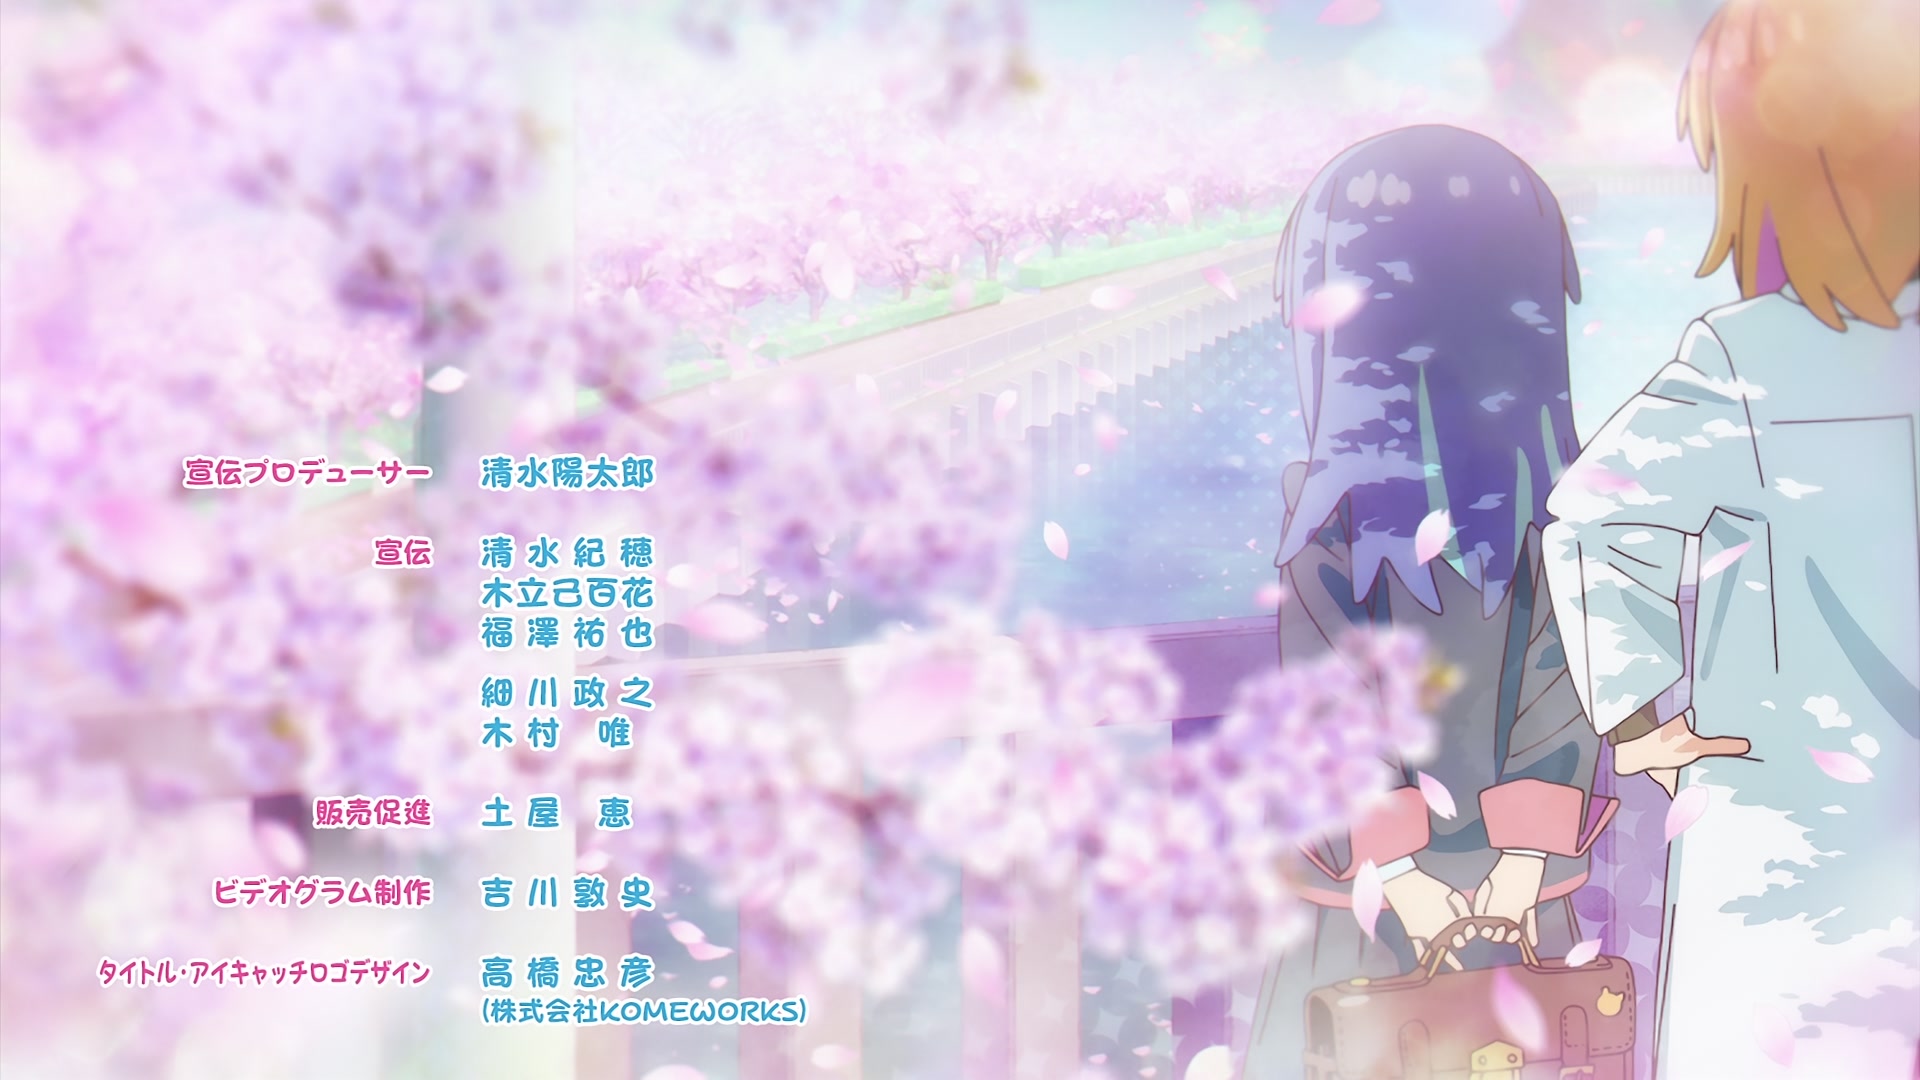 宣伝プロデューサー 清水陽太郎
宣伝 清水紀穂
木立己百花
福澤祐也
細川政之
木村 唯
販売促進 土屋 恵
ビデオグラム制作 吉川敦史
タイトル・アイキャッチロゴデザイン 高橋忠彦
(株式会社KOMEWORKS)